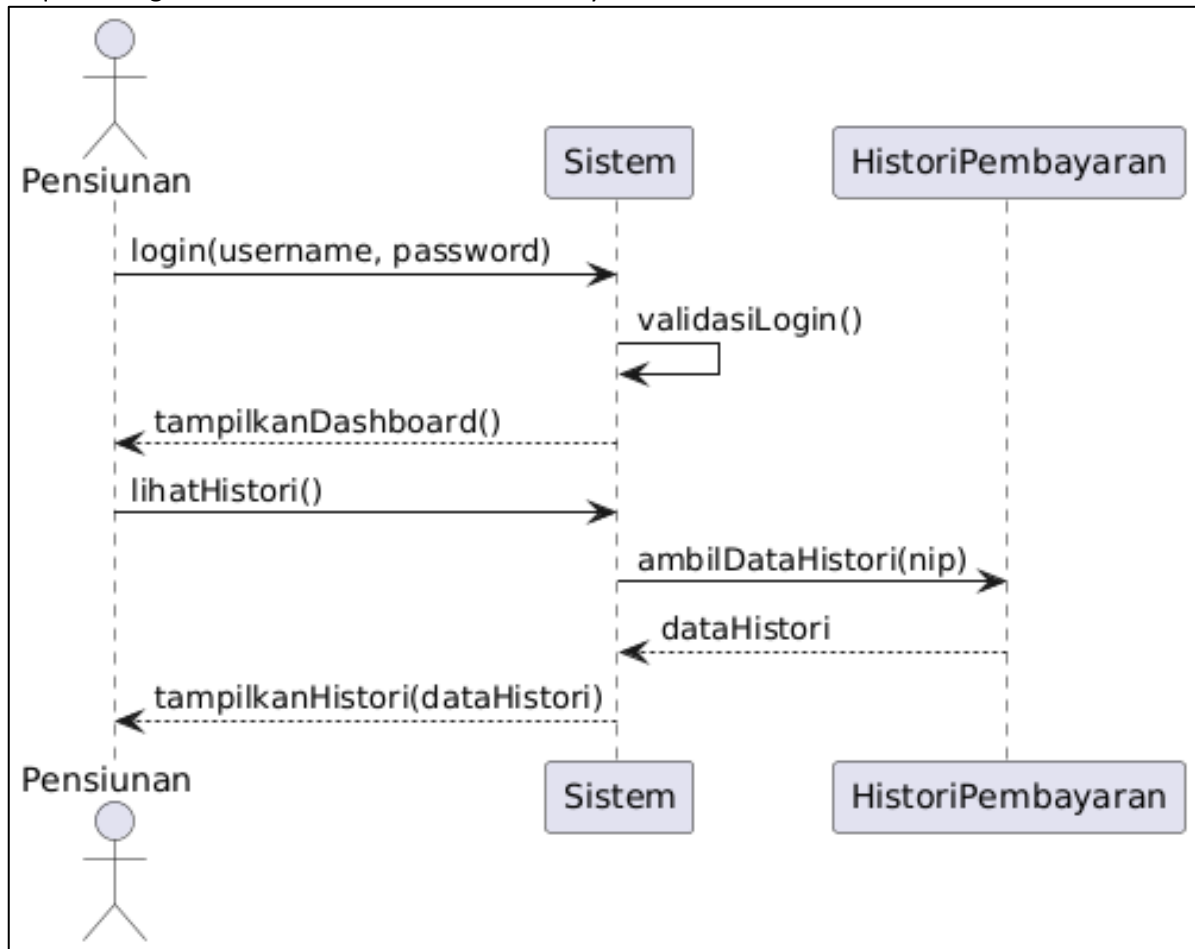 Pensiunan
Sistem
HistoriPembayaran
login(username, password)
validasiLogin()
tampilkanDashboard()
lihatHistori()
ambilDataHistori(nip)
dataHistori
tampilkanHistori(dataHistori)
Pensiunan
Sistem
HistoriPembayaran